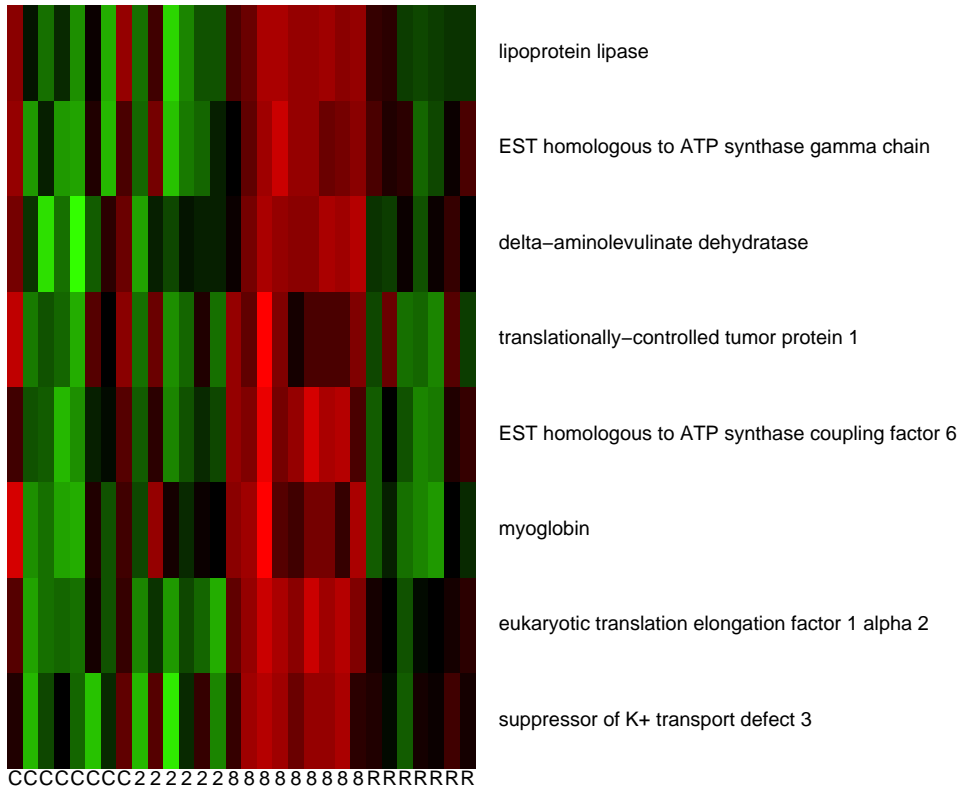 lipoprotein lipase
EST homologous to ATP synthase gamma chain
delta−aminolevulinate dehydratase
translationally−controlled tumor protein 1
EST homologous to ATP synthase coupling factor 6
myoglobin
eukaryotic translation elongation factor 1 alpha 2
suppressor of K+ transport defect 3
CCCCCCCC222222888888888RRRRRRR